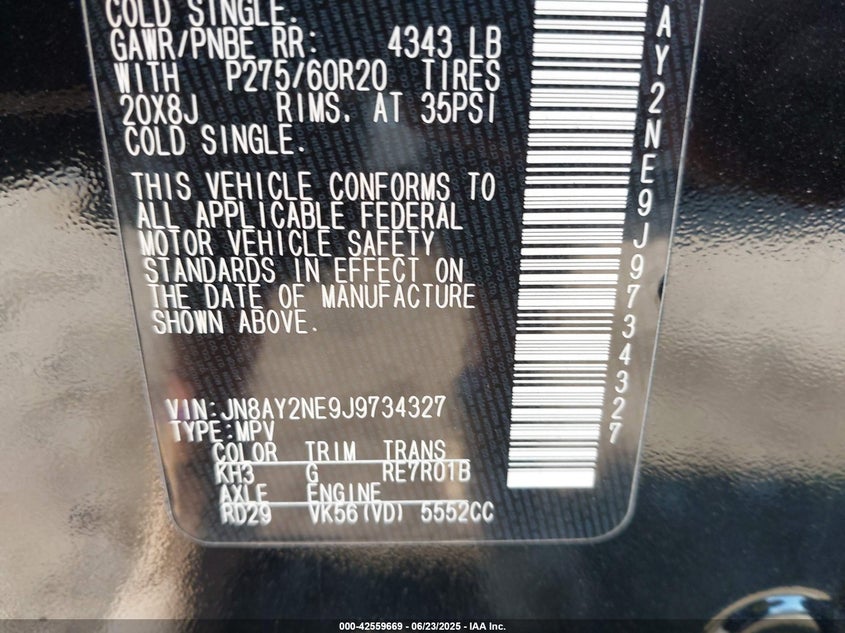 COLD SINGLE.
GAWR/PNBE RR: 4343 LB
WITH P275/60R20 TIRES
20X8J RIMS. AT 35PSI
COLD SINGLE.
THIS VEHICLE CONFORMS TO
ALL APPLICABLE FEDERAL
MOTOR VEHICLE SAFETY
STANDARDS IN EFFECT ON
THE DATE OF MANUFACTURE
SHOWN ABOVE.
VIN:JN8AY2NE9J9734327
TYPE:MPV
COLOR TRIM TRANS
KH3 G RE7R01B
AXLE ENGINE
RD29 VK56(VD) 5552CC
AY2NE9J9734327
000-42559669 - 06/23/2025 - IAA Inc.